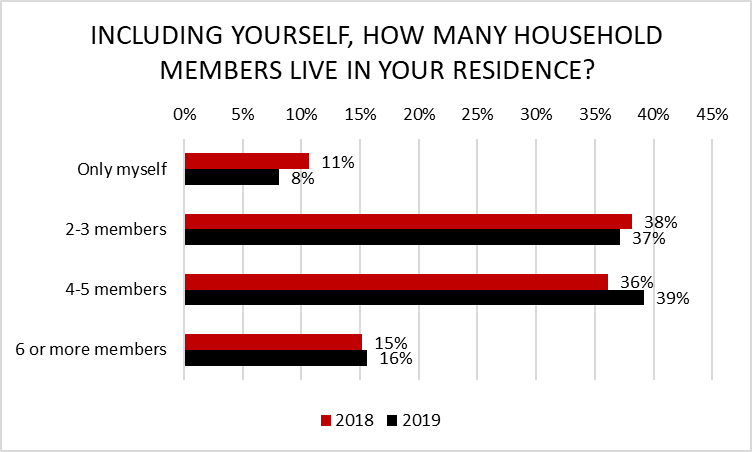 INCLUDING YOURSELF, HOW MANY HOUSEHOLD
MEMBERS LIVE IN YOUR RESIDENCE?
0% 5% 10% 15% 20% 25% 30% 35% 40% 45%
Only myself
11%
8%
2-3 members
38%
37%
4-5 members
36%
39%
6 or more members
15%
16%
2018 2019